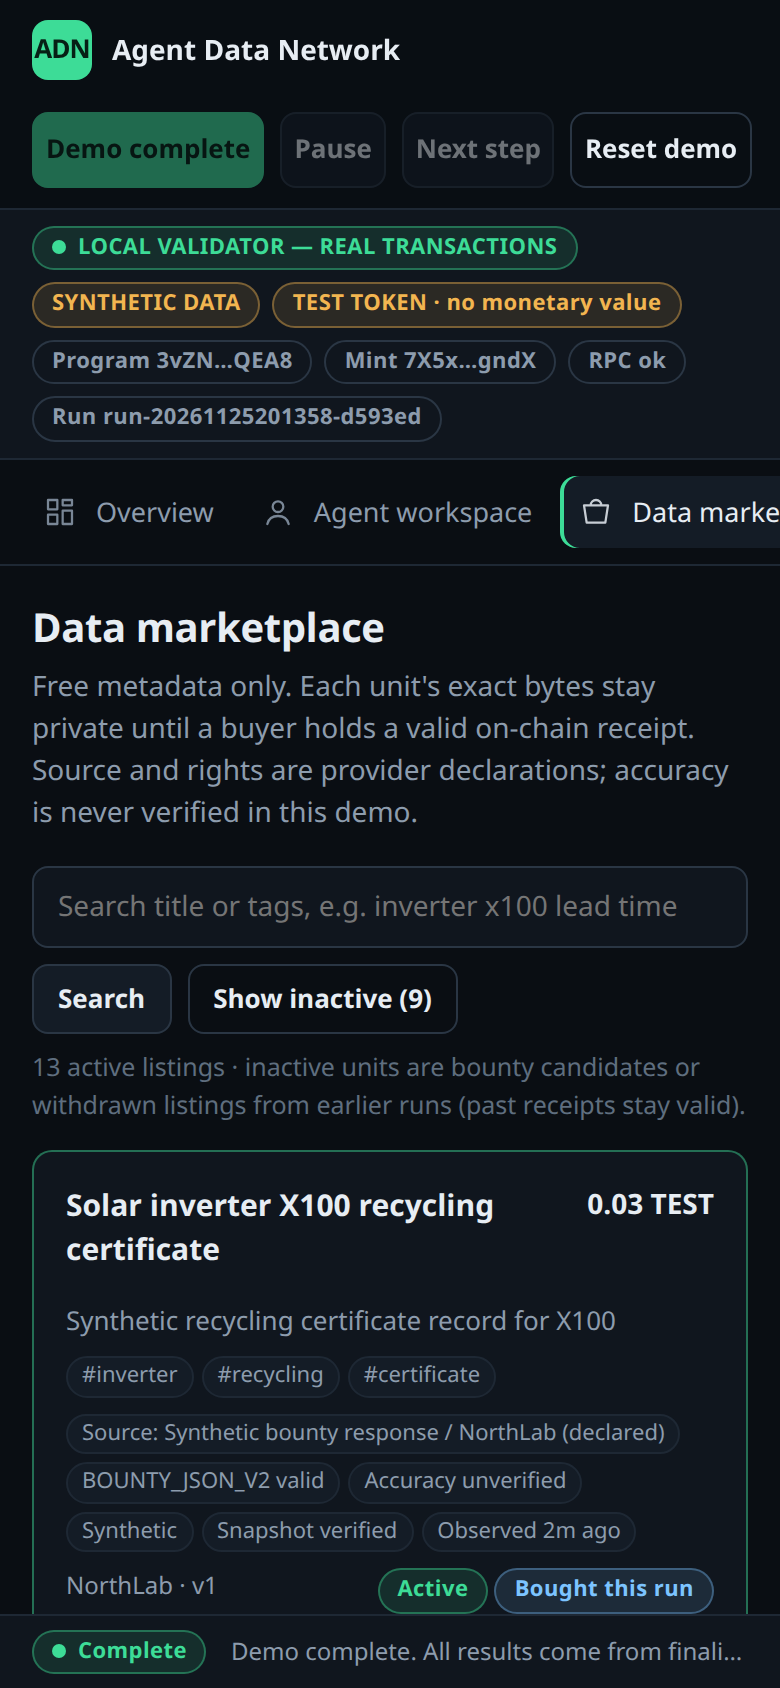 ADN Agent Data Network
Demo complete Pause Next step Reset demo
LOCAL VALIDATOR — REAL TRANSACTIONS
SYNTHETIC DATA TEST TOKEN · no monetary value
Program 3vZN…QEA8 Mint 7X5x…gndX RPC ok
Run run-20261125201358-d593ed
Overview Agent workspace Data marke
Data marketplace
Free metadata only. Each unit's exact bytes stay
private until a buyer holds a valid on-chain receipt.
Source and rights are provider declarations; accuracy
is never verified in this demo.
Search title or tags, e.g. inverter x100 lead time
Search Show inactive (9)
13 active listings · inactive units are bounty candidates or
withdrawn listings from earlier runs (past receipts stay valid).
Solar inverter X100 recycling 0.03 TEST
certificate
Synthetic recycling certificate record for X100
#inverter #recycling #certificate
Source: Synthetic bounty response / NorthLab (declared)
BOUNTY_JSON_V2 valid Accuracy unverified
Synthetic Snapshot verified Observed 2m ago
NorthLab · v1 Active Bought this run
Complete Demo complete. All results come from finali…